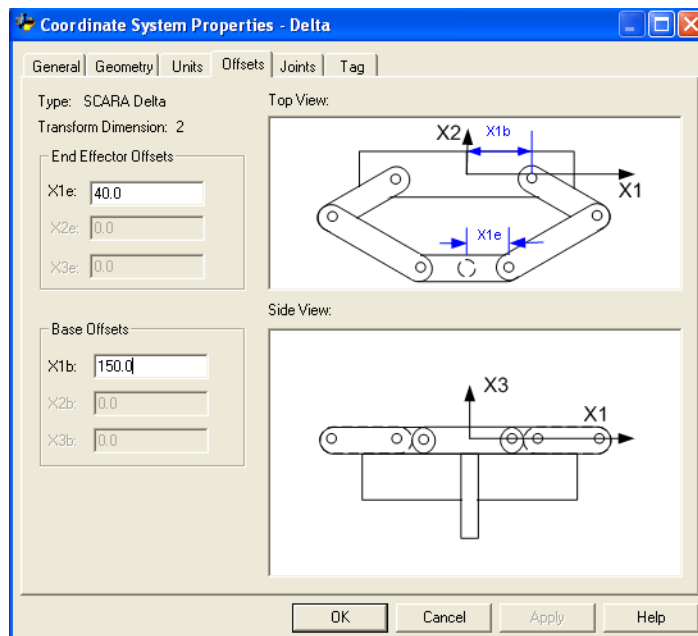 Coordinate System Properties - Delta
General Geometry Units Offsets Joints Tag
Type: SCARA Delta
Transform Dimension: 2
End Effector Offsets
X1e: 40.0
X2e: 0.0
X3e: 0.0
Base Offsets
X1b: 150.0
X2b: 0.0
X3b: 0.0
Top View:
X2
X1b
X1
X1e
Side View:
X3
X1
OK Cancel Apply Help